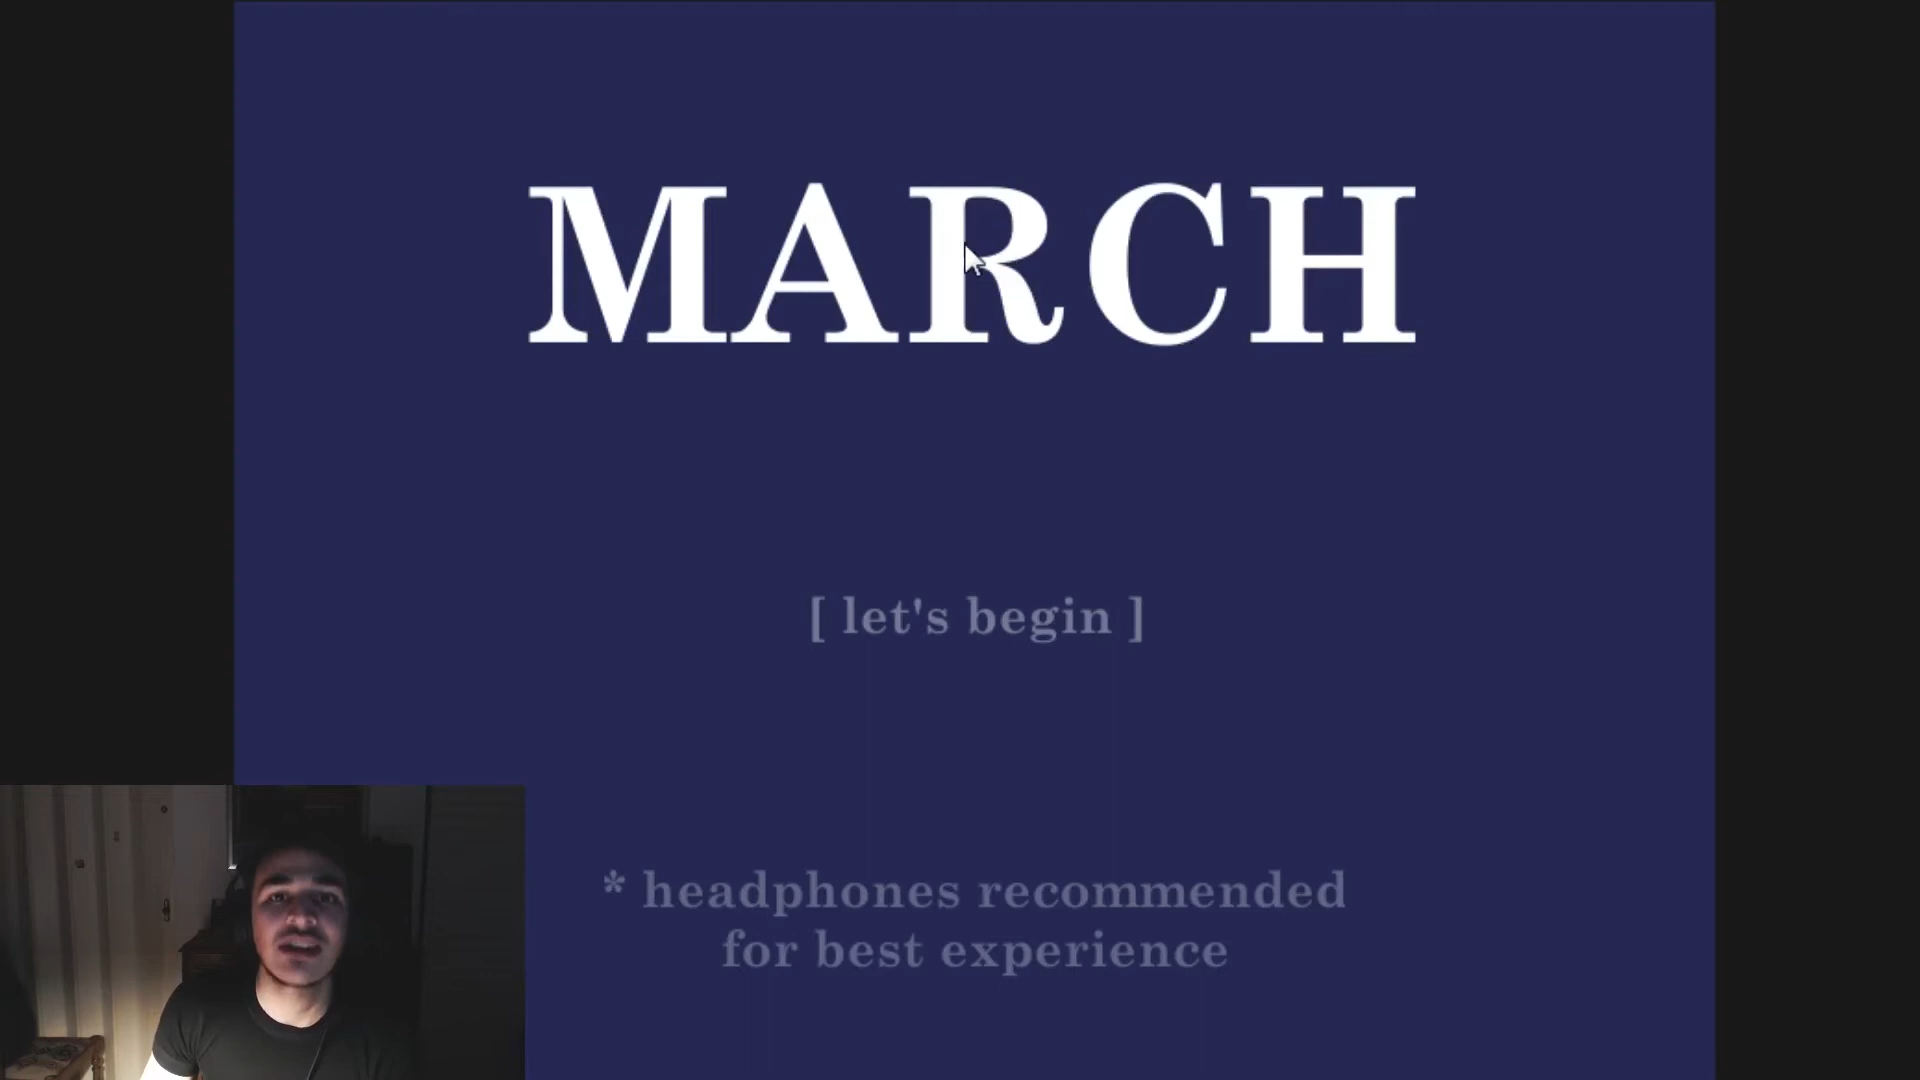 MARCH
[ let's begin ]
* headphones recommended
for best experience